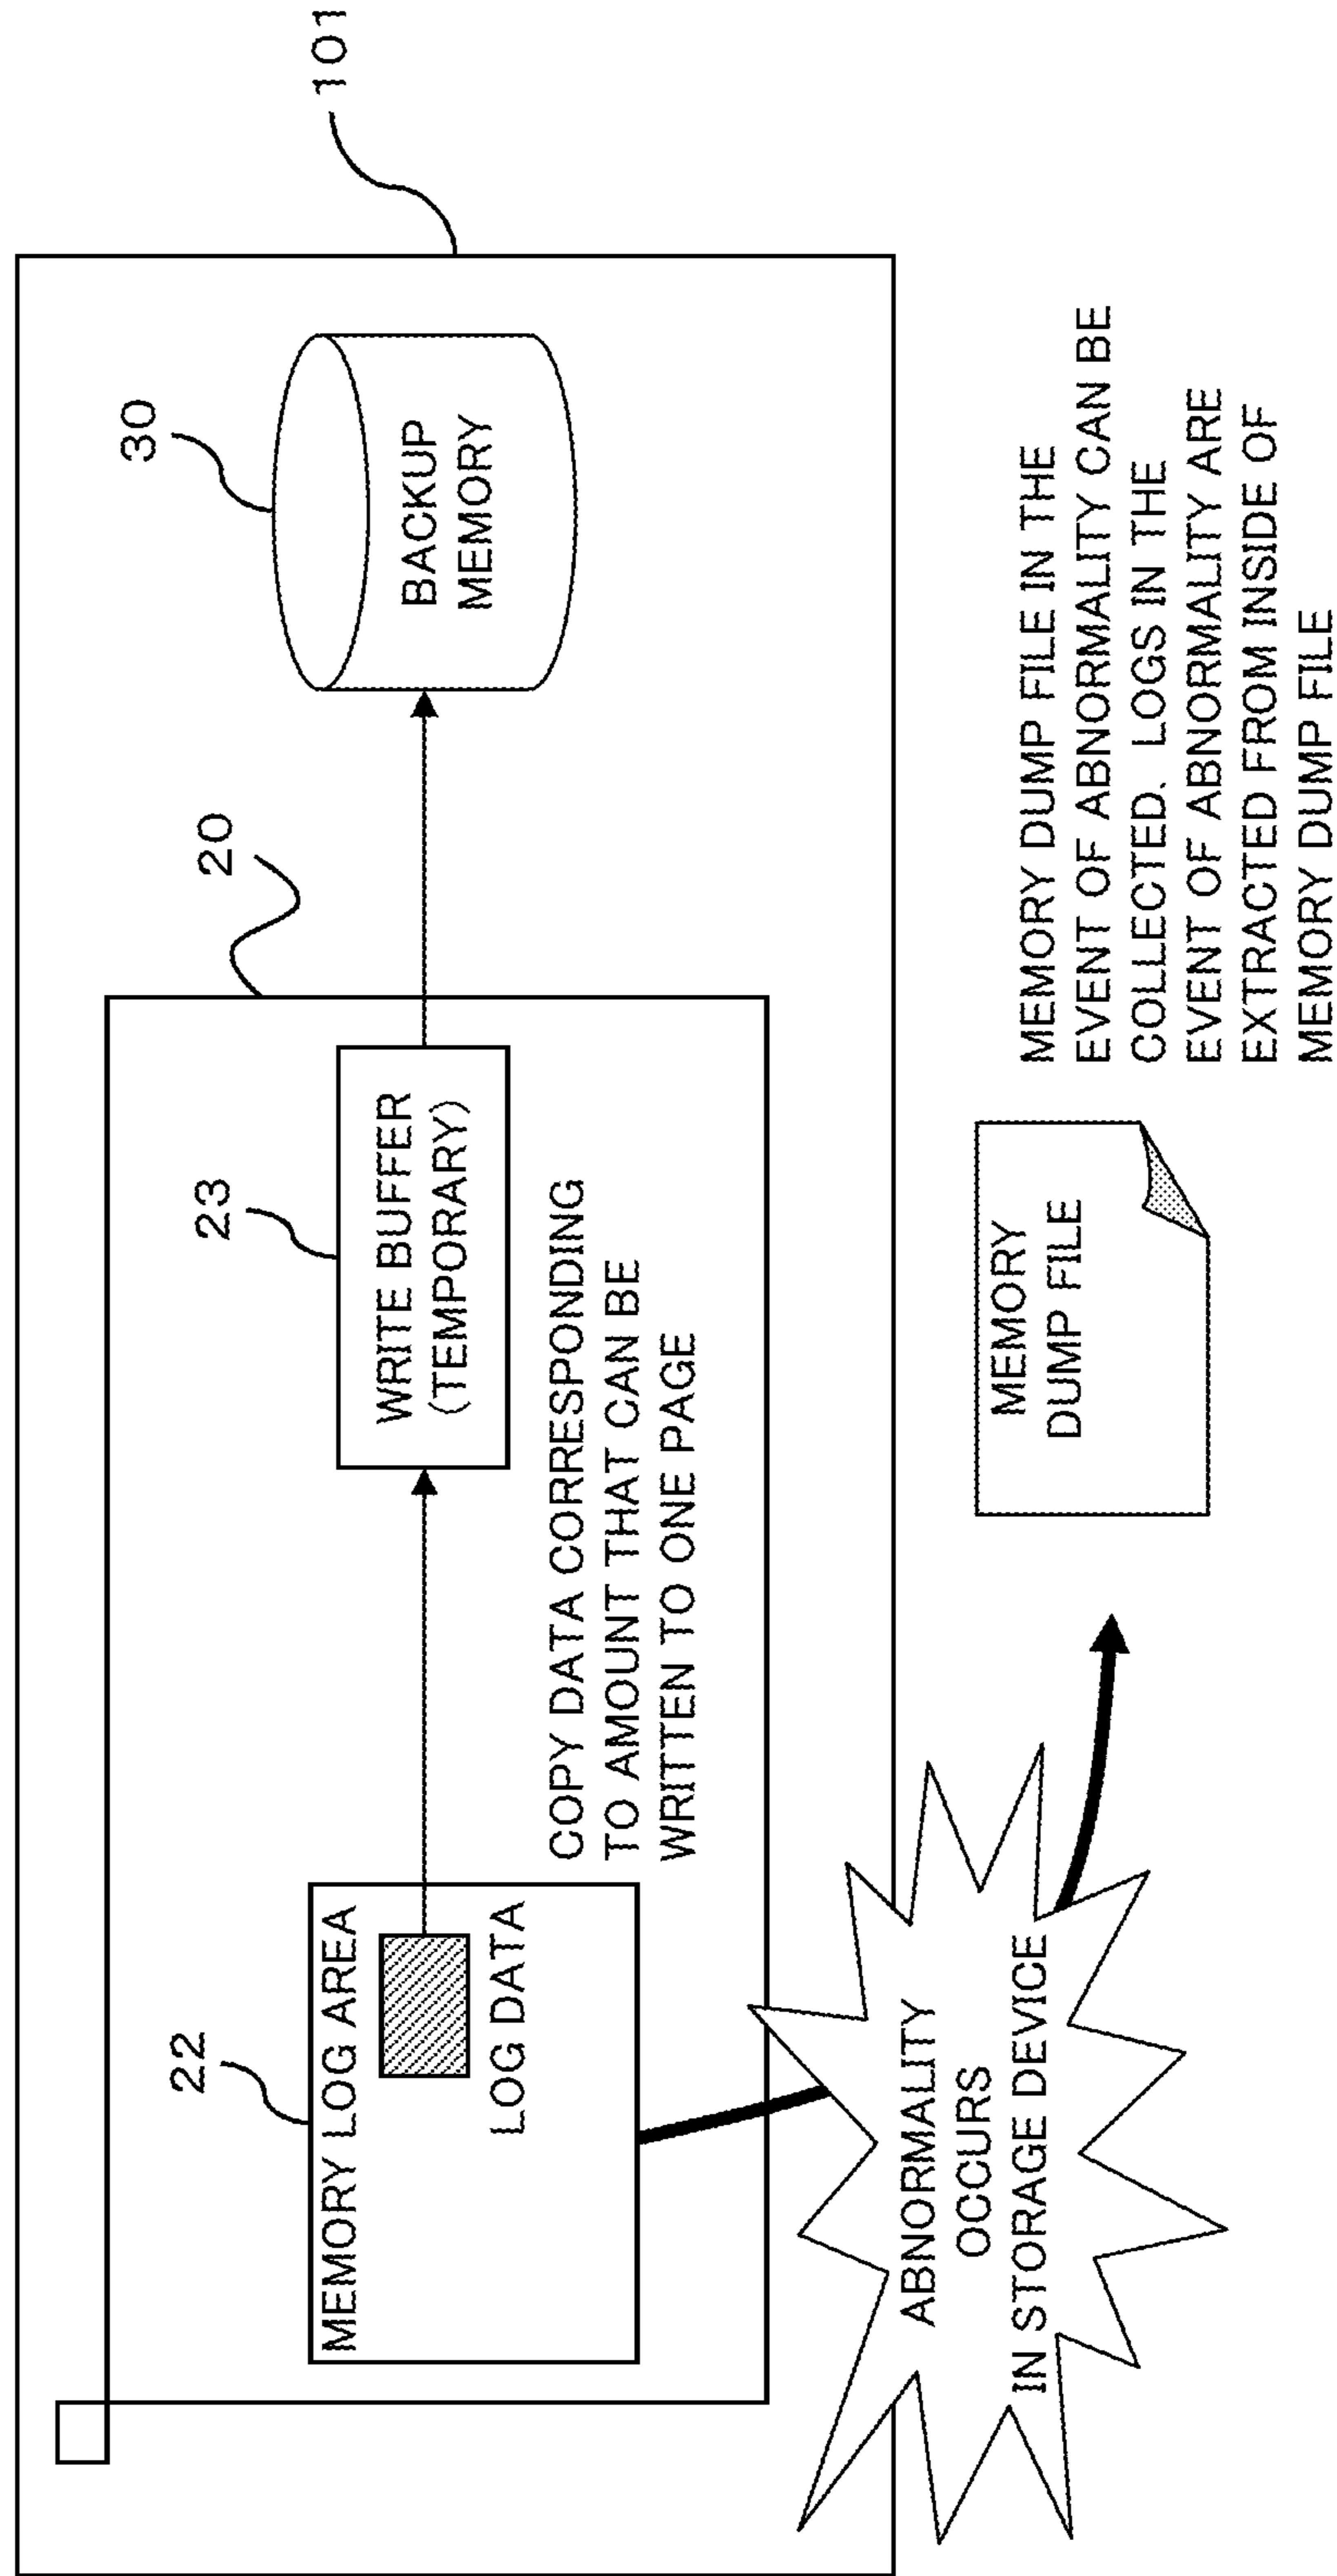 101
20
30
22
23
MEMORY LOG AREA
LOG DATA
WRITE BUFFER
(TEMPORARY)
BACKUP
MEMORY
COPY DATA CORRESPONDING
TO AMOUNT THAT CAN BE
WRITTEN TO ONE PAGE
ABNORMALITY
OCCURS
IN STORAGE DEVICE
MEMORY
DUMP FILE
MEMORY DUMP FILE IN THE
EVENT OF ABNORMALITY CAN BE
COLLECTED. LOGS IN THE
EVENT OF ABNORMALITY ARE
EXTRACTED FROM INSIDE OF
MEMORY DUMP FILE